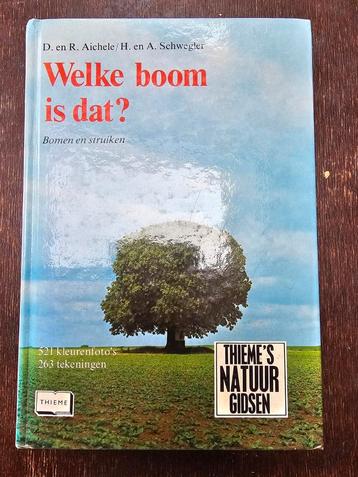 D. en R. Aichele/H. en A. Schwegler
Welke boom
is dat?
Bomen en struiken
521 kleurenfoto's
263 tekeningen
THIEME
THIEME'S
NATUUR
GIDSEN